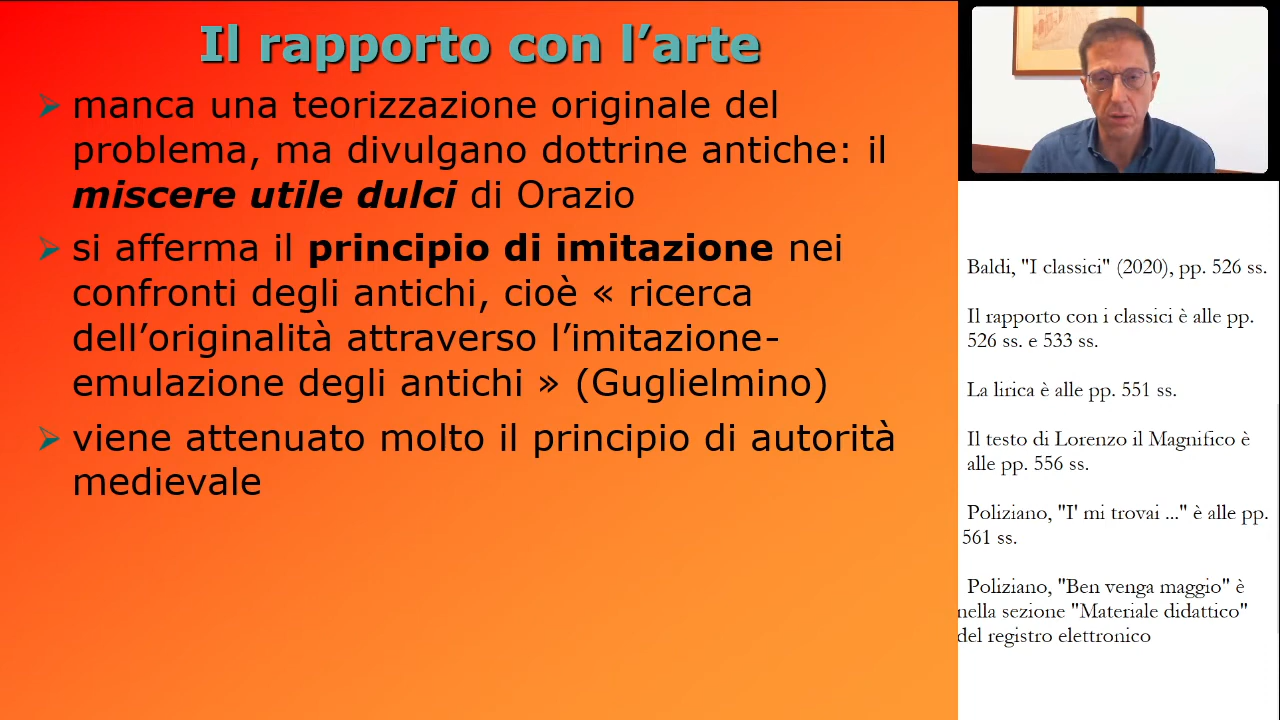 Il rapporto con l’arte
manca una teorizzazione originale del
problema, ma divulgano dottrine antiche: il
miscere utile dulci di Orazio
si afferma il principio di imitazione nei
confronti degli antichi, cioè « ricerca
dell’originalità attraverso l’imitazione-
emulazione degli antichi » (Guglielmino)
viene attenuato molto il principio di autorità
medievale
Baldi, "I classici" (2020), pp. 526 ss.
Il rapporto con i classici è alle pp.
526 ss. e 533 ss.
La lirica è alle pp. 551 ss.
Il testo di Lorenzo il Magnifico è
alle pp. 556 ss.
Poliziano, "I' mi trovai ..." è alle pp.
561 ss.
Poliziano, "Ben venga maggio" è
nella sezione "Materiale didattico"
del registro elettronico